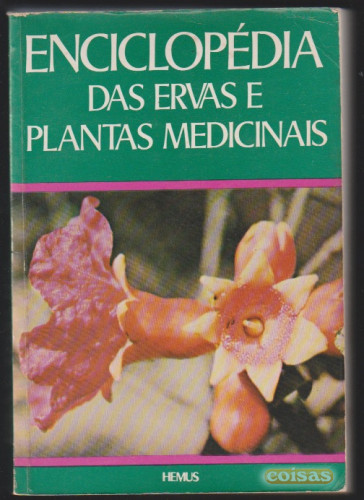 ENCICLOPÉDIA
DAS ERVAS E
PLANTAS MEDICINAIS
HEMUS
coisas